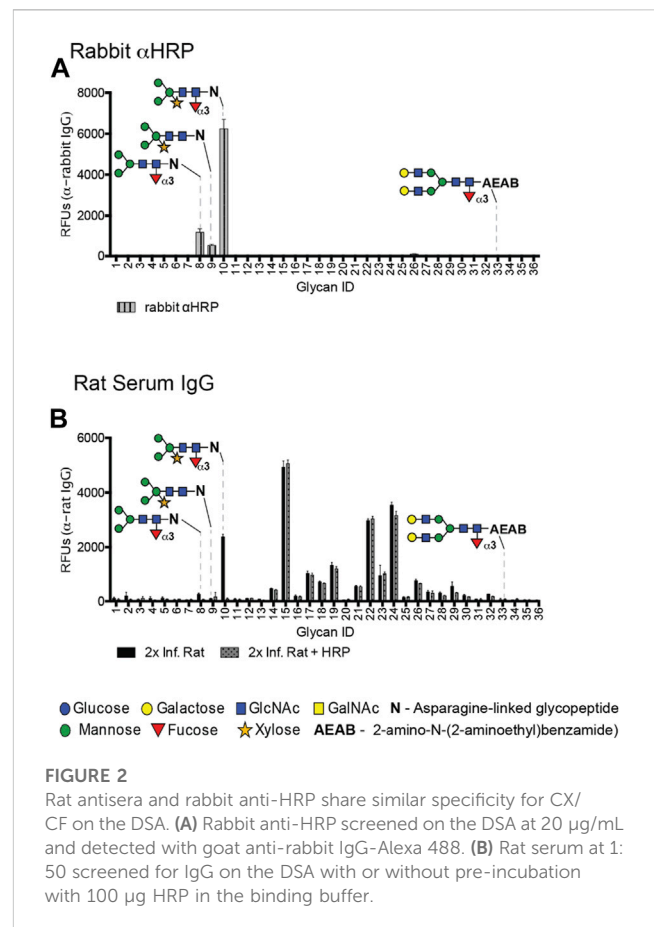 Rabbit αHRP
A
8000
6000
4000
2000
0
RFUs (α-rabbit IgG)
N
α3
N
N
α3
AEAB
α3
1 2 3 4 5 6 7 8 9 10 11 12 13 14 15 16 17 18 19 20 21 22 23 24 25 26 27 28 29 30 31 32 33 34 35 36
Glycan ID
rabbit αHRP
Rat Serum IgG
B
6000
4000
2000
0
RFUs (α-rat IgG)
N
α3
N
N
α3
AEAB
α3
1 2 3 4 5 6 7 8 9 10 11 12 13 14 15 16 17 18 19 20 21 22 23 24 25 26 27 28 29 30 31 32 33 34 35 36
Glycan ID
2x Inf. Rat 2x Inf. Rat + HRP
Glucose Galactose GlcNAc GalNAc N - Asparagine-linked glycopeptide
Mannose Fucose Xylose AEAB - 2-amino-N-(2-aminoethyl)benzamide)
FIGURE 2
Rat antisera and rabbit anti-HRP share similar specificity for CX/
CF on the DSA. (A) Rabbit anti-HRP screened on the DSA at 20 µg/mL
and detected with goat anti-rabbit IgG-Alexa 488. (B) Rat serum at 1:
50 screened for IgG on the DSA with or without pre-incubation
with 100 µg HRP in the binding buffer.